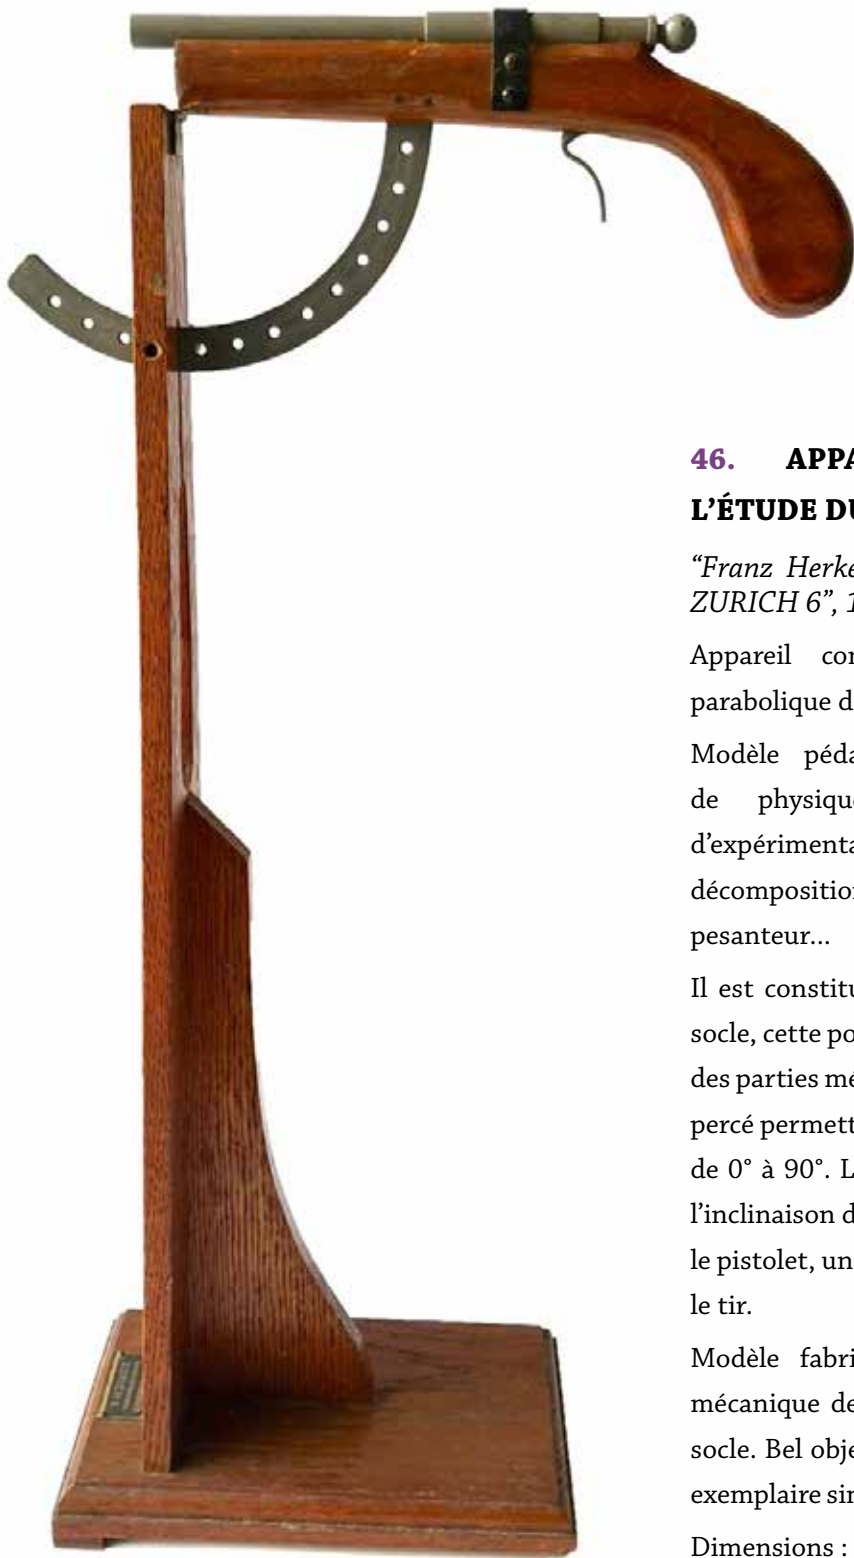 46. APPA
L’ÉTUDE DU
“Franz Herke
ZURICH 6”, 1
Appareil con
parabolique d
Modèle péda
de physique
d'expérimenta
décomposition
pesanteur...
Il est constitu
socle, cette po
des parties mé
percé permett
de 0° à 90°. L
l’inclinaison d
le pistolet, un
le tir.
Modèle fabri
mécanique de
socle. Bel obje
exemplaire sin
Dimensions :